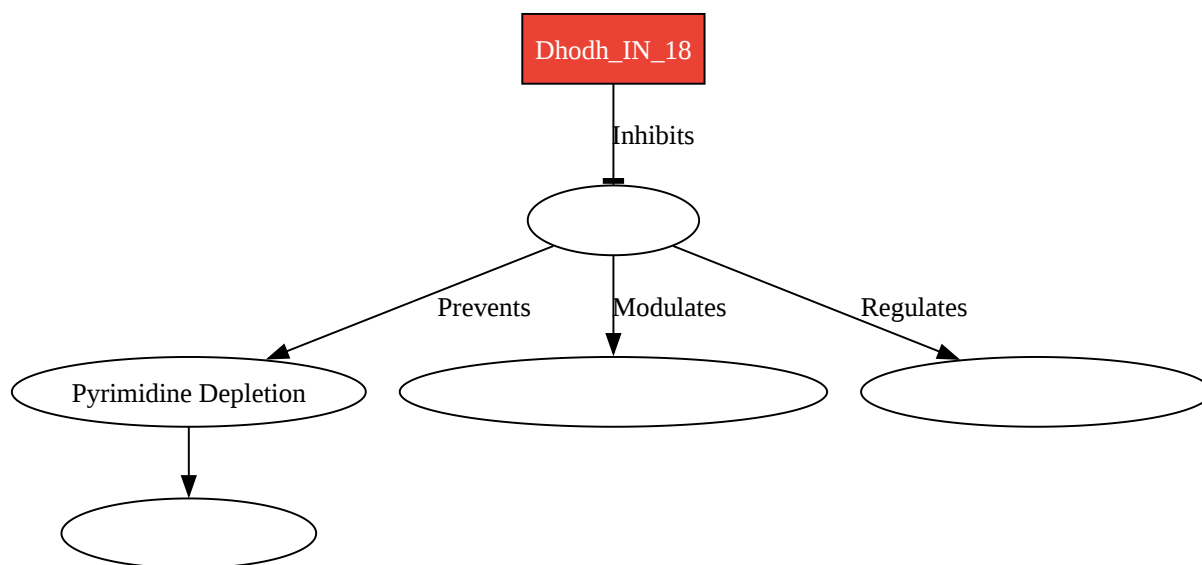 Dhodh_IN_18
Inhibits
Prevents
Modulates
Regulates
Pyrimidine Depletion